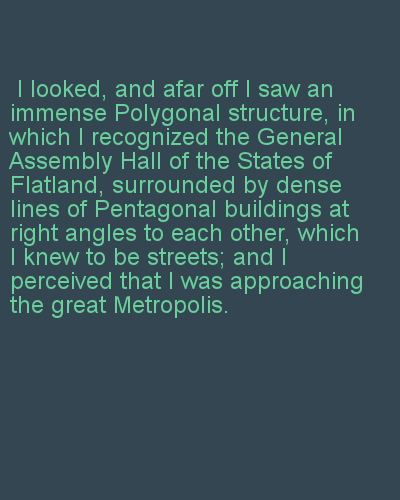 I looked, and afar off I saw an
immense Polygonal structure, in
which I recognized the General
Assembly Hall of the States of
Flatland, surrounded by dense
lines of Pentagonal buildings at
right angles to each other, which
I knew to be streets; and I
perceived that I was approaching
the great Metropolis.